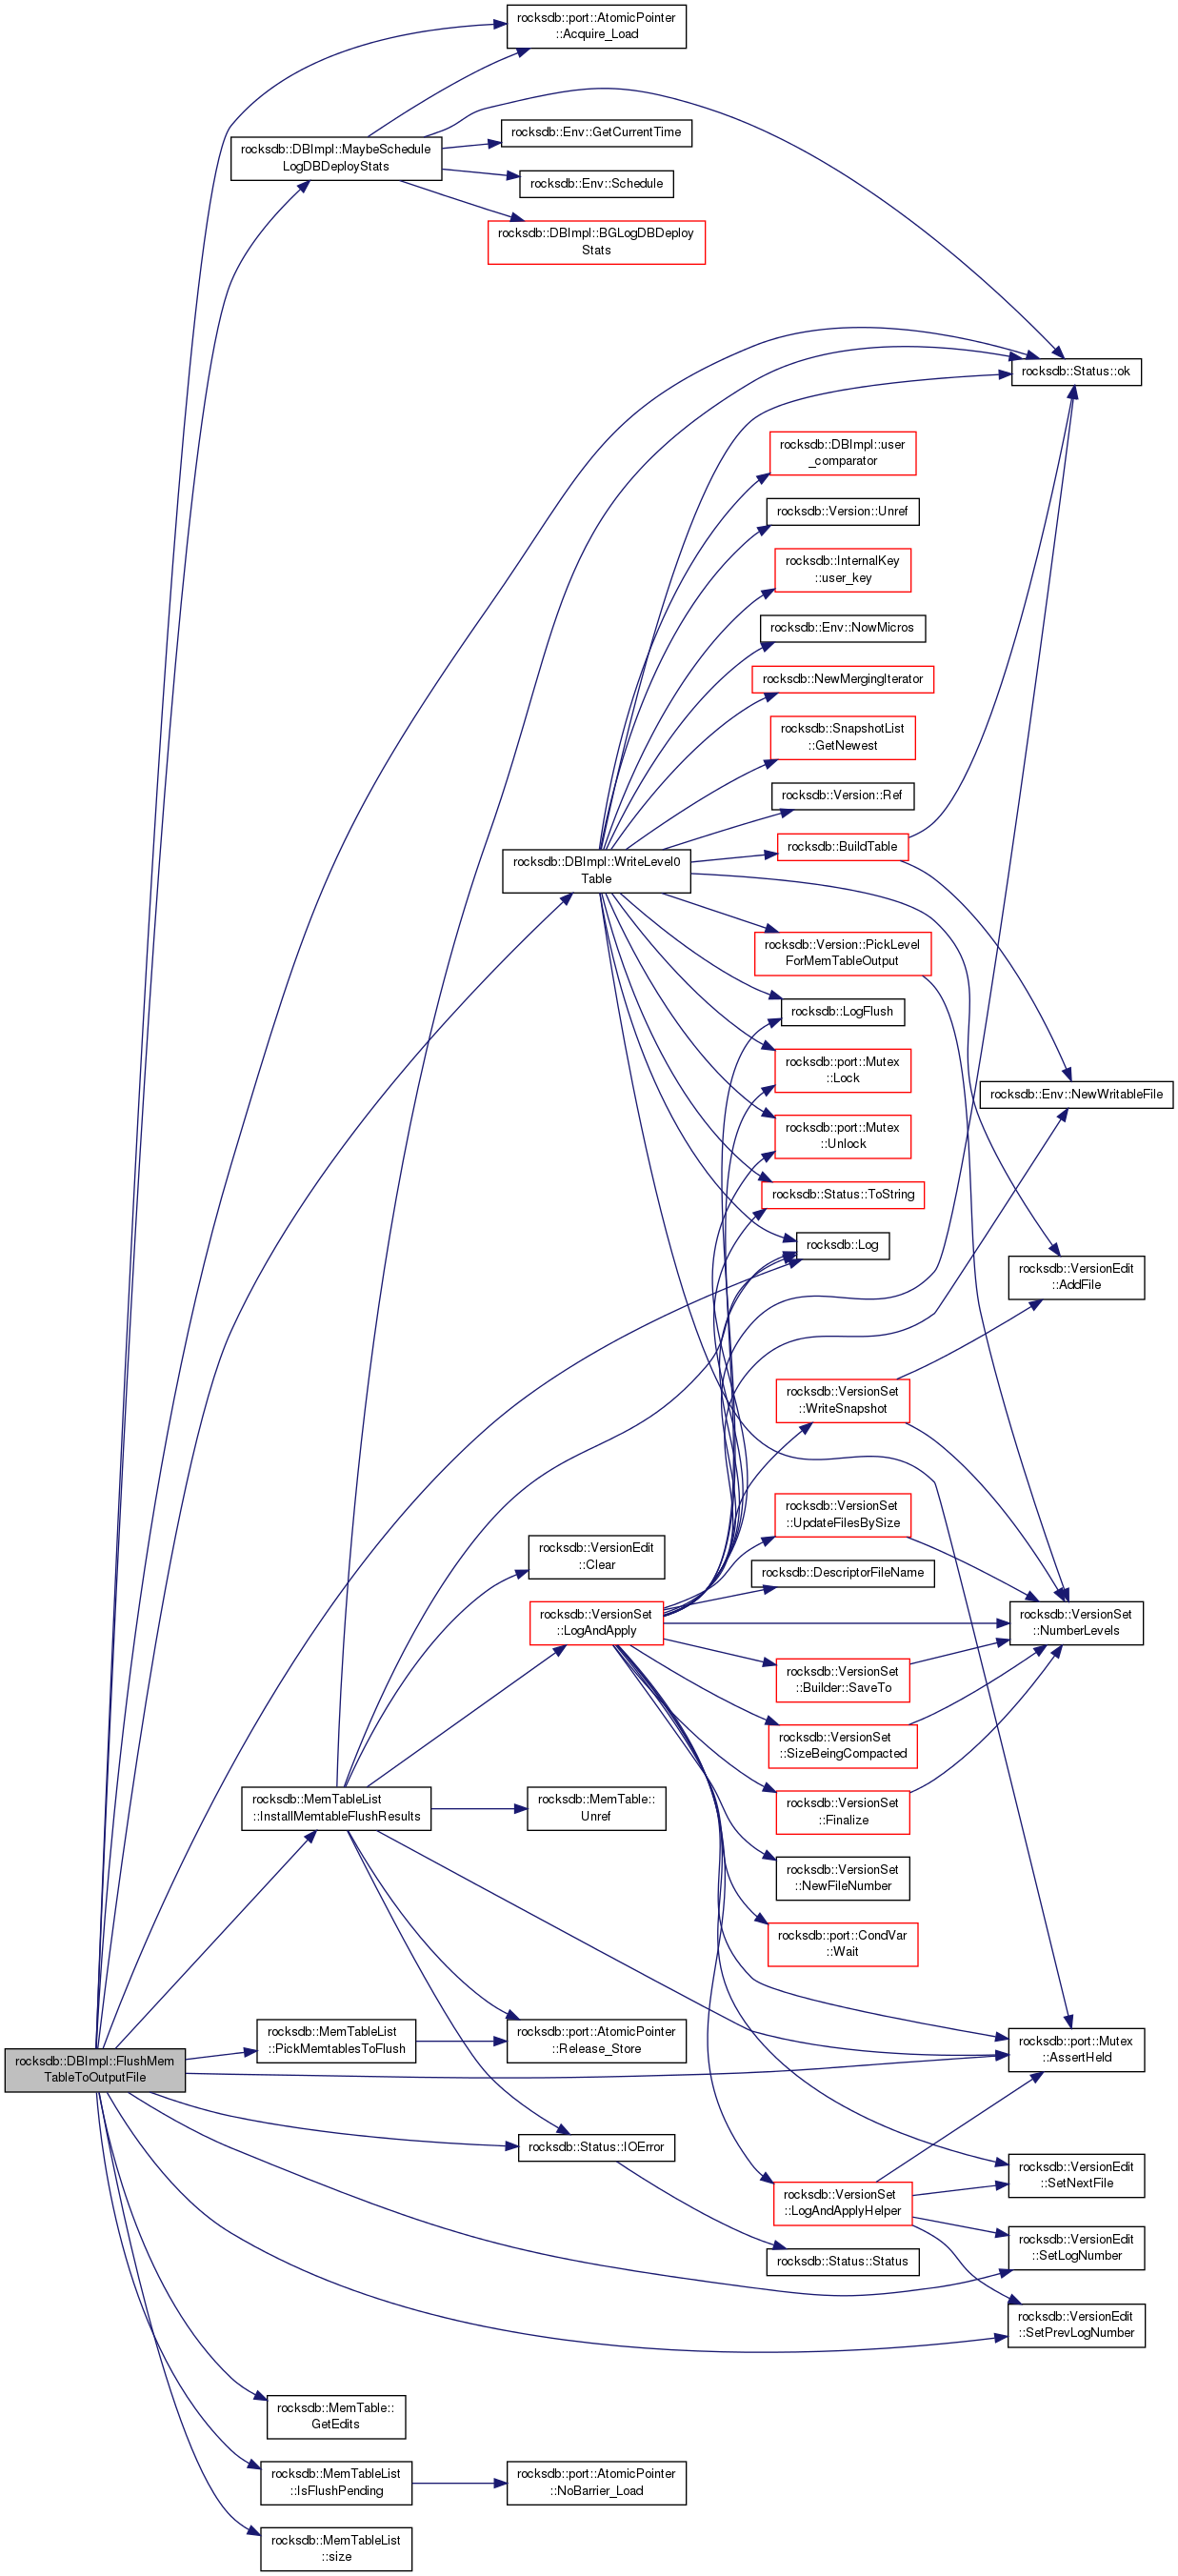 rocksdb::port::AtomicPointer
::Acquire_Load
rocksdb::Env::GetCurrentTime
rocksdb::DBImpl::MaybeSchedule
LogDBDeployStats
rocksdb::Env::Schedule
rocksdb::DBImpl::BGLogDBDeploy
Stats
rocksdb::Status::ok
rocksdb::DBImpl::user
_comparator
rocksdb::Version::Unref
rocksdb::InternalKey
::user_key
rocksdb::Env::NowMicros
rocksdb::NewMergingIterator
rocksdb::SnapshotList
::GetNewest
rocksdb::Version::Ref
rocksdb::BuildTable
rocksdb::DBImpl::WriteLevel0
Table
rocksdb::Version::PickLevel
ForMemTableOutput
rocksdb::LogFlush
rocksdb::port::Mutex
::Lock
rocksdb::Env::NewWritableFile
rocksdb::port::Mutex
::Unlock
rocksdb::Status::ToString
rocksdb::Log
rocksdb::VersionEdit
::AddFile
rocksdb::VersionSet
::WriteSnapshot
rocksdb::VersionSet
::UpdateFilesBySize
rocksdb::VersionEdit
::Clear
rocksdb::DescriptorFileName
rocksdb::VersionSet
::LogAndApply
rocksdb::VersionSet
::NumberLevels
rocksdb::VersionSet
::Builder::SaveTo
rocksdb::VersionSet
::SizeBeingCompacted
rocksdb::MemTableList
::InstallMemtableFlushResults
rocksdb::MemTable::
Unref
rocksdb::VersionSet
::Finalize
rocksdb::VersionSet
::NewFileNumber
rocksdb::port::CondVar
::Wait
rocksdb::MemTableList
::PickMemtablesToFlush
rocksdb::port::AtomicPointer
::Release_Store
rocksdb::port::Mutex
::AssertHeld
rocksdb::DBImpl::FlushMem
TableToOutputFile
rocksdb::Status::IOError
rocksdb::VersionEdit
::SetNextFile
rocksdb::VersionSet
::LogAndApplyHelper
rocksdb::VersionEdit
::SetLogNumber
rocksdb::Status::Status
rocksdb::VersionEdit
::SetPrevLogNumber
rocksdb::MemTable::
GetEdits
rocksdb::MemTableList
::IsFlushPending
rocksdb::port::AtomicPointer
::NoBarrier_Load
rocksdb::MemTableList
::size